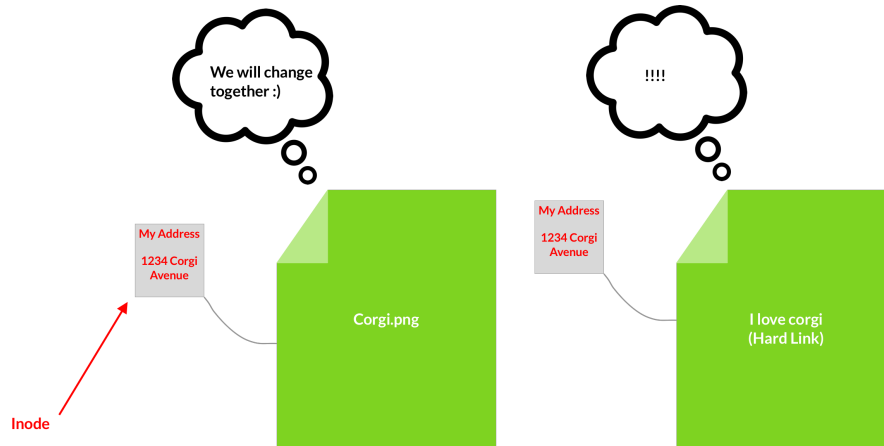 We will change
together :)
!!!!
My Address
1234 Corgi
Avenue
My Address
1234 Corgi
Avenue
Corgi.png
I love corgi
(Hard Link)
Inode